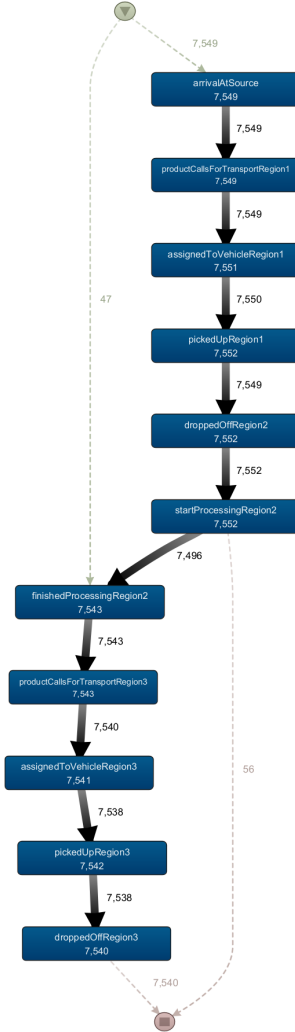 7,549
arrivalAtSource
7,549
7,549
productCallsForTransportRegion1
7,549
7,549
assignedToVehicleRegion1
7,551
47
7,550
pickedUpRegion1
7,552
7,549
droppedOffRegion2
7,552
7,552
startProcessingRegion2
7,552
7,496
finishedProcessingRegion2
7,543
7,543
productCallsForTransportRegion3
7,543
7,540
assignedToVehicleRegion3
7,541
56
7,538
pickedUpRegion3
7,542
7,538
droppedOffRegion3
7,540
7,540